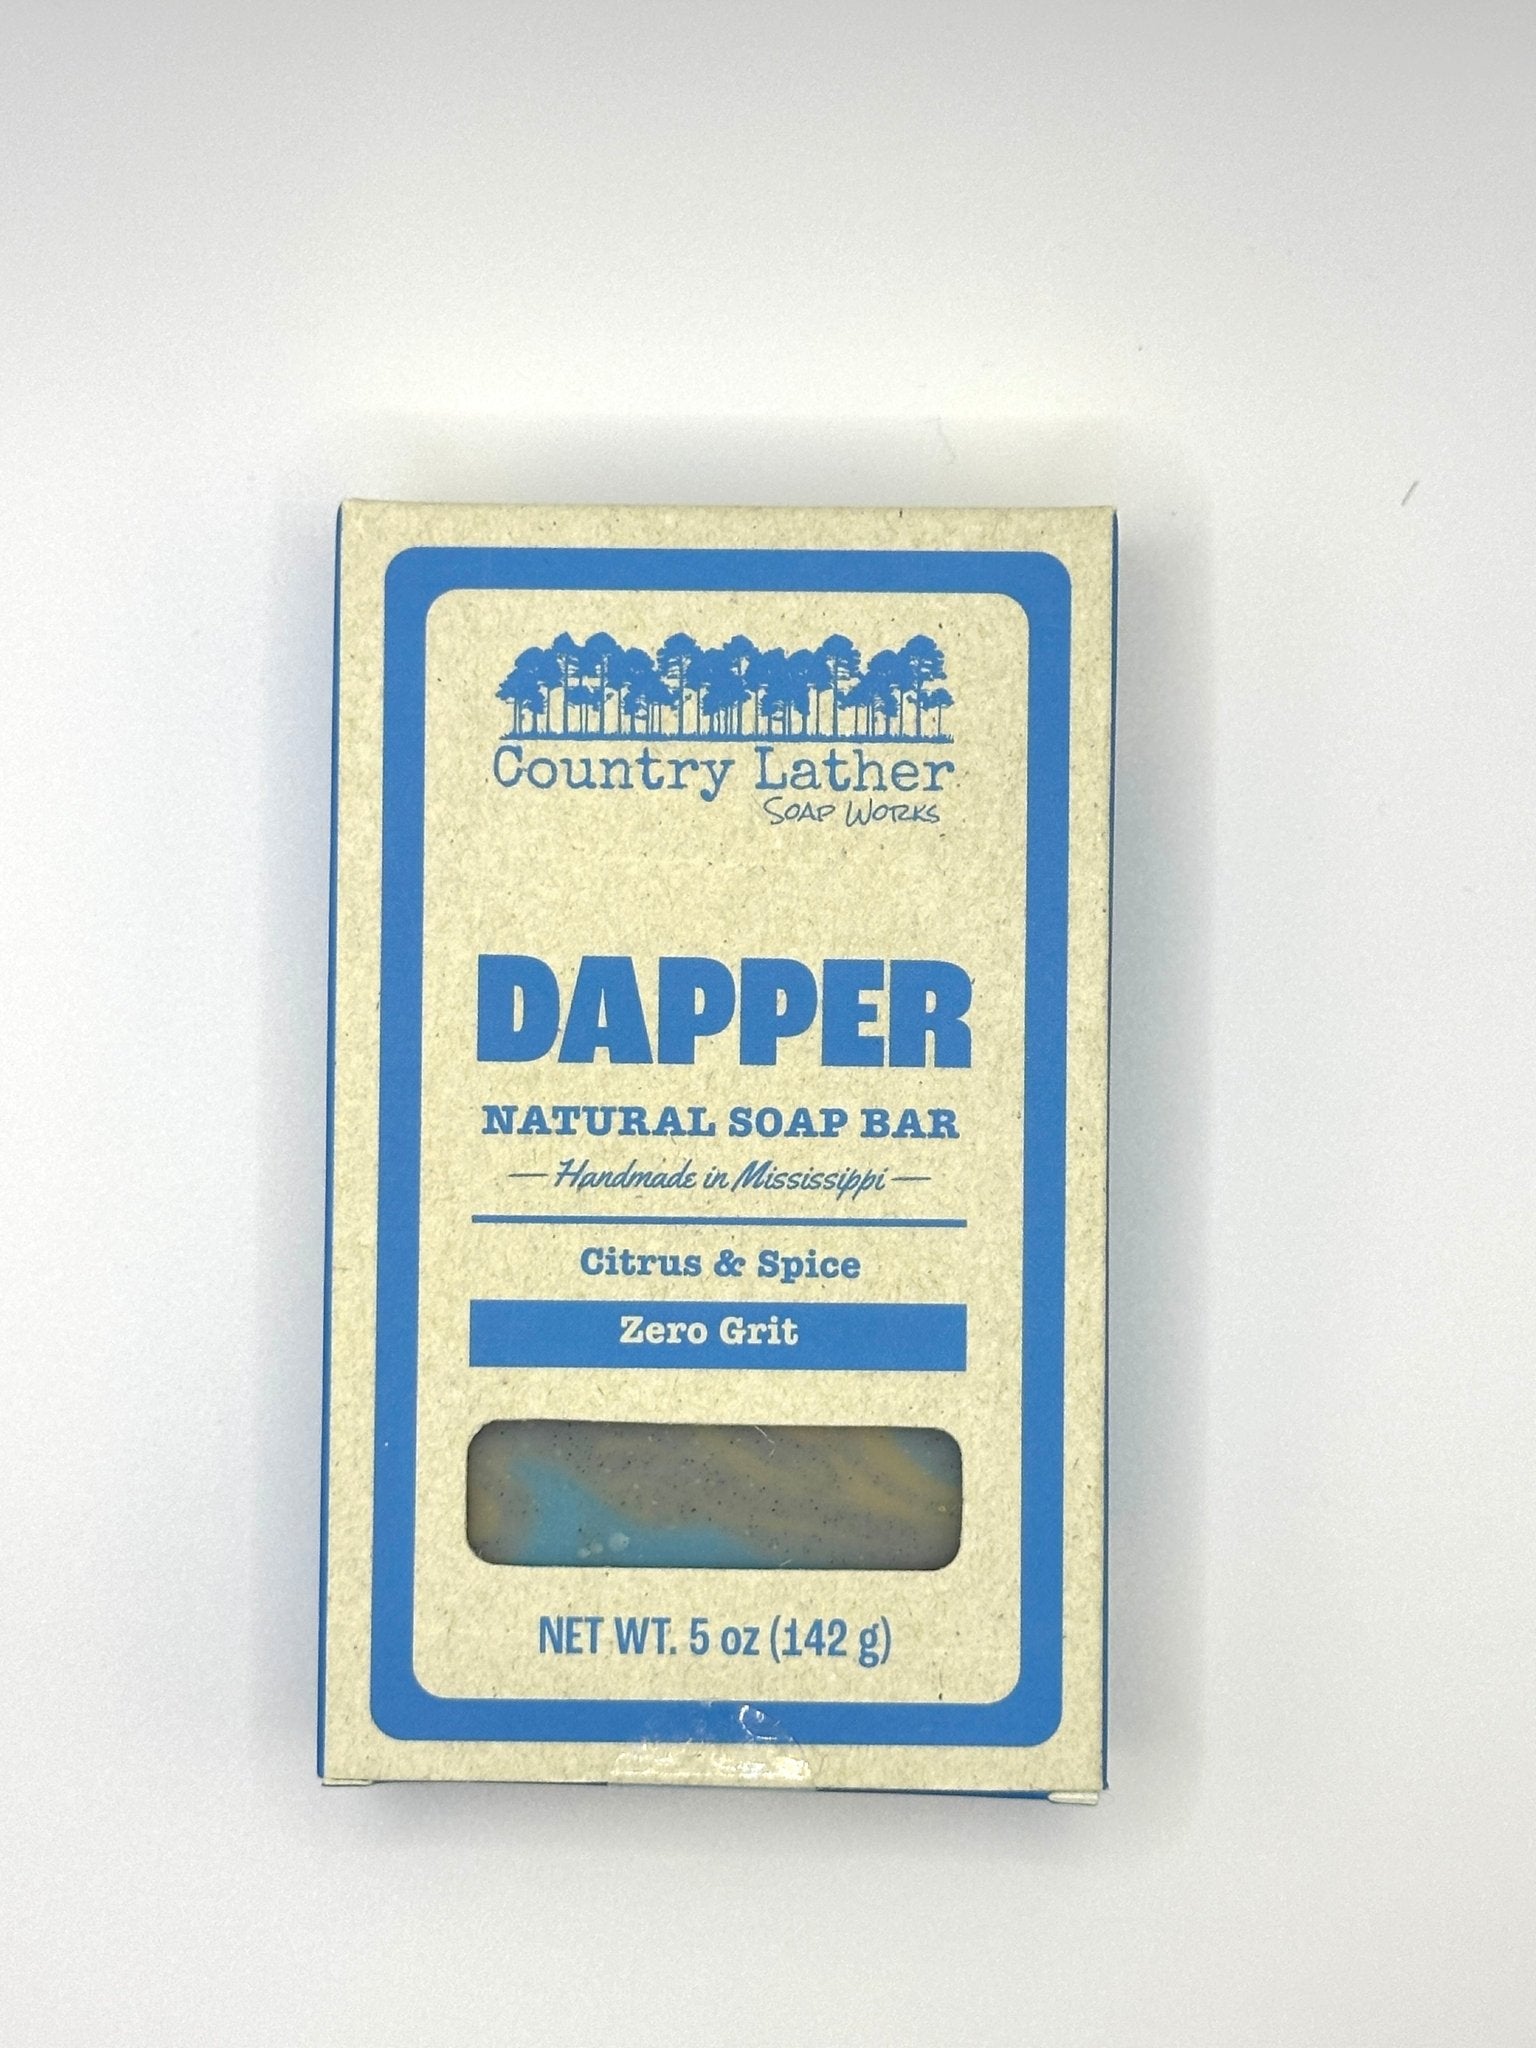 Country Lather
Soap Works
DAPPER
NATURAL SOAP BAR
— Handmade in Mississippi —
Citrus & Spice
Zero Grit
NET WT. 5 oz (142 g)